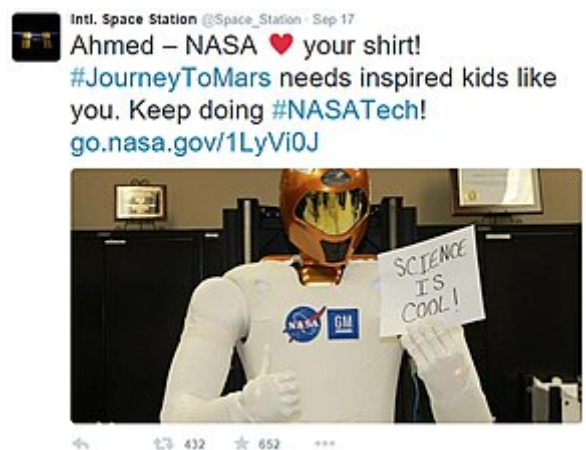 Intl. Space Station @Space_Station · Sep 17
Ahmed – NASA ♥ your shirt!
#JourneyToMars needs inspired kids like
you. Keep doing #NASATech!
go.nasa.gov/1LyVi0J
SCIENCE
IS
COOL!
NASA GM
432 652